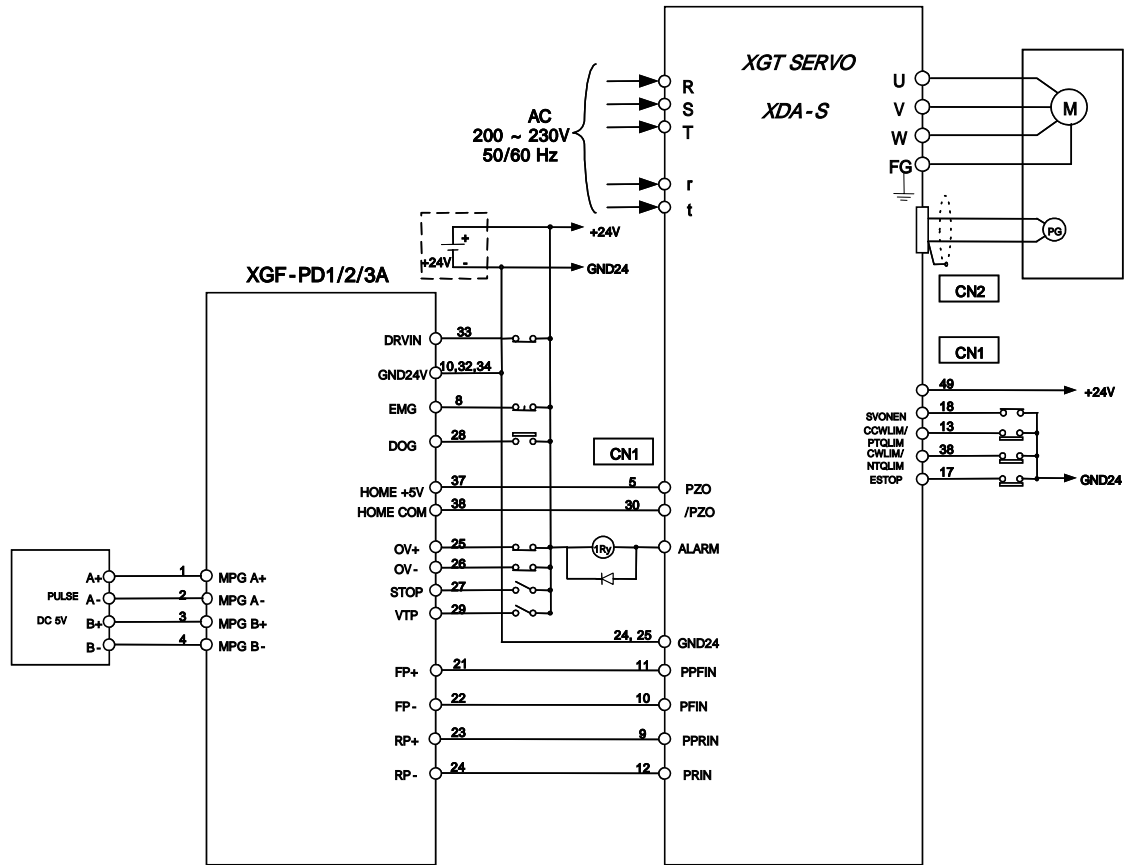 XGT SERVO
XDA-S
AC
200 ~ 230V
50/60 Hz
R
S
T
r
t
U
V
W
FG
M
PG
CN2
+
+24V
-
+24V
GND24
XGF-PD1/2/3A
DRVIN 33
GND24V 10,32,34
EMG 8
DOG 28
HOME +5V 37
HOME COM 38
OV+ 25
OV- 26
STOP 27
VTP 29
FP+ 21
FP- 22
RP+ 23
RP- 24
CN1
5 PZO
30 /PZO
1Ry
ALARM
24, 25 GND24
11 PPFIN
10 PFIN
9 PPRIN
12 PRIN
CN1
49 +24V
SVONEN 18
CCWLIM/ 13
PTQLIM
CWLIM/ 38
NTQLIM
ESTOP 17
GND24
PULSE
DC 5V
A+ 1 MPG A+
A- 2 MPG A-
B+ 3 MPG B+
B- 4 MPG B-